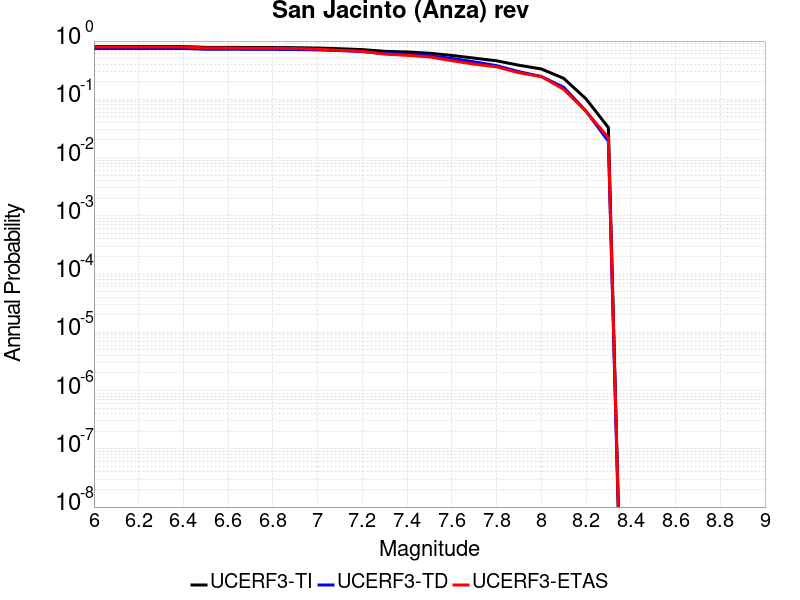 San Jacinto (Anza) rev
Annual Probability
10^0
10^-1
10^-2
10^-3
10^-4
10^-5
10^-6
10^-7
10^-8
6 6.2 6.4 6.6 6.8 7 7.2 7.4 7.6 7.8 8 8.2 8.4 8.6 8.8 9
Magnitude
UCERF3-TI UCERF3-TD UCERF3-ETAS